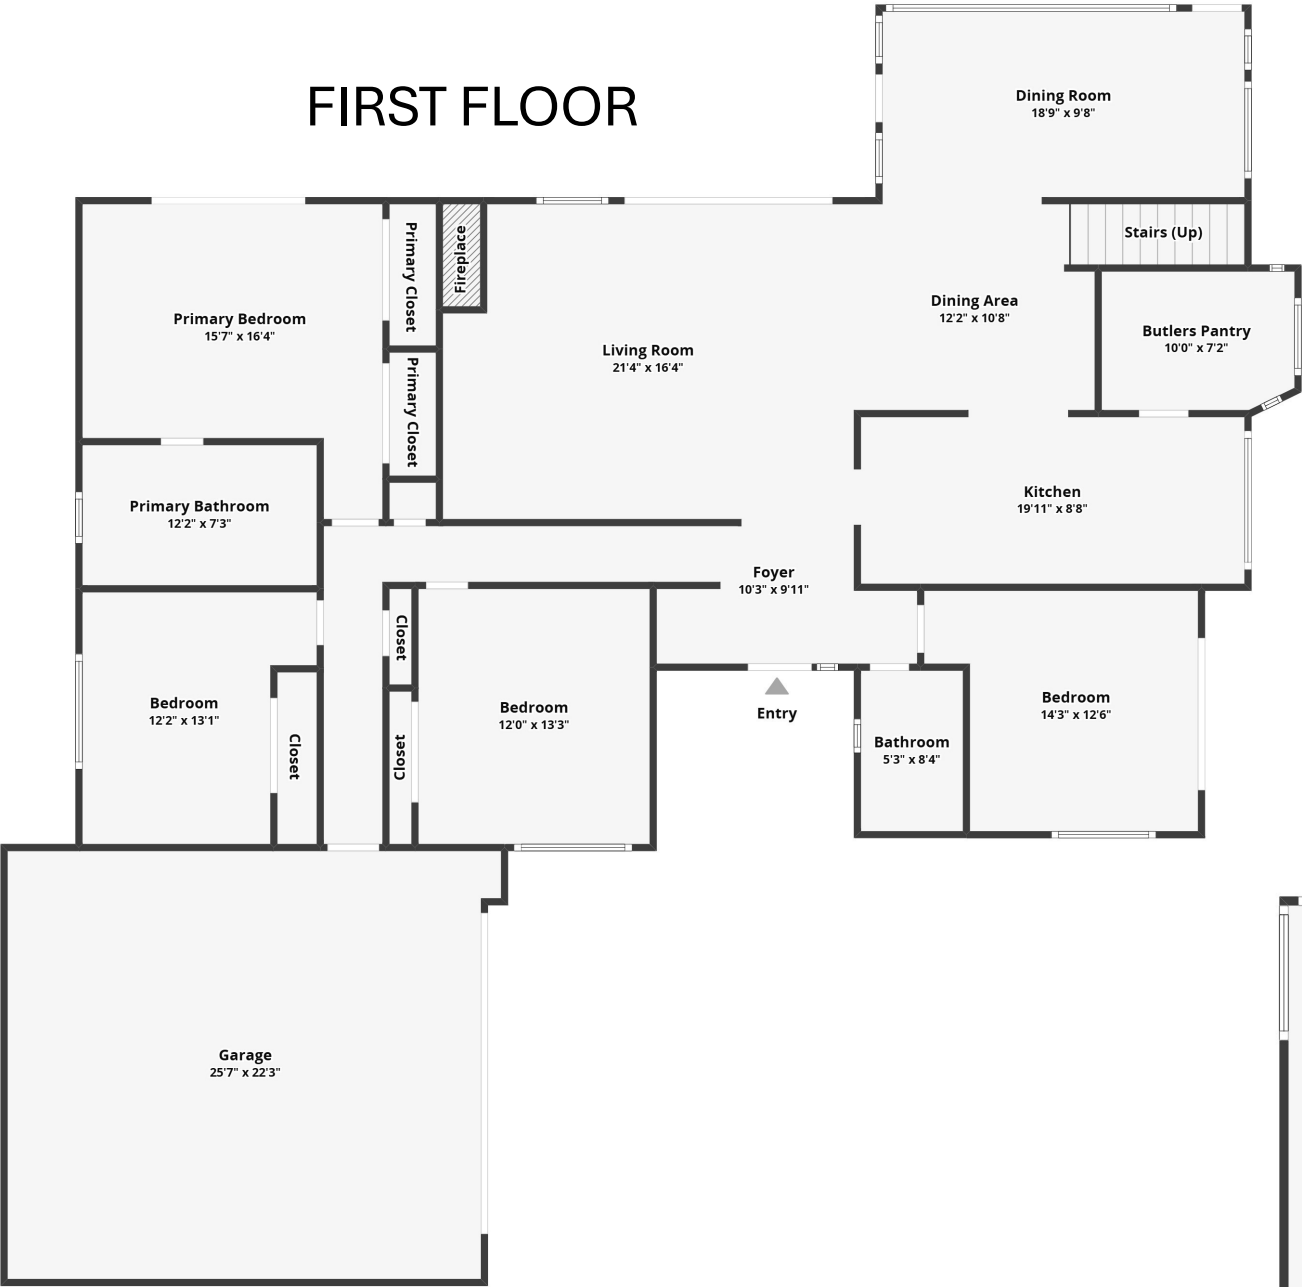 FIRST FLOOR
Dining Room
18'9" x 9'8"
Stairs (Up)
Primary Closet
Fireplace
Primary Bedroom
15'7" x 16'4"
Living Room
21'4" x 16'4"
Dining Area
12'2" x 10'8"
Butlers Pantry
10'0" x 7'2"
Primary Closet
Primary Bathroom
12'2" x 7'3"
Kitchen
19'11" x 8'8"
Foyer
10'3" x 9'11"
Closet
Bedroom
12'2" x 13'1"
Closet
Closet
Bedroom
12'0" x 13'3"
Entry
Bathroom
5'3" x 8'4"
Bedroom
14'3" x 12'6"
Garage
25'7" x 22'3"